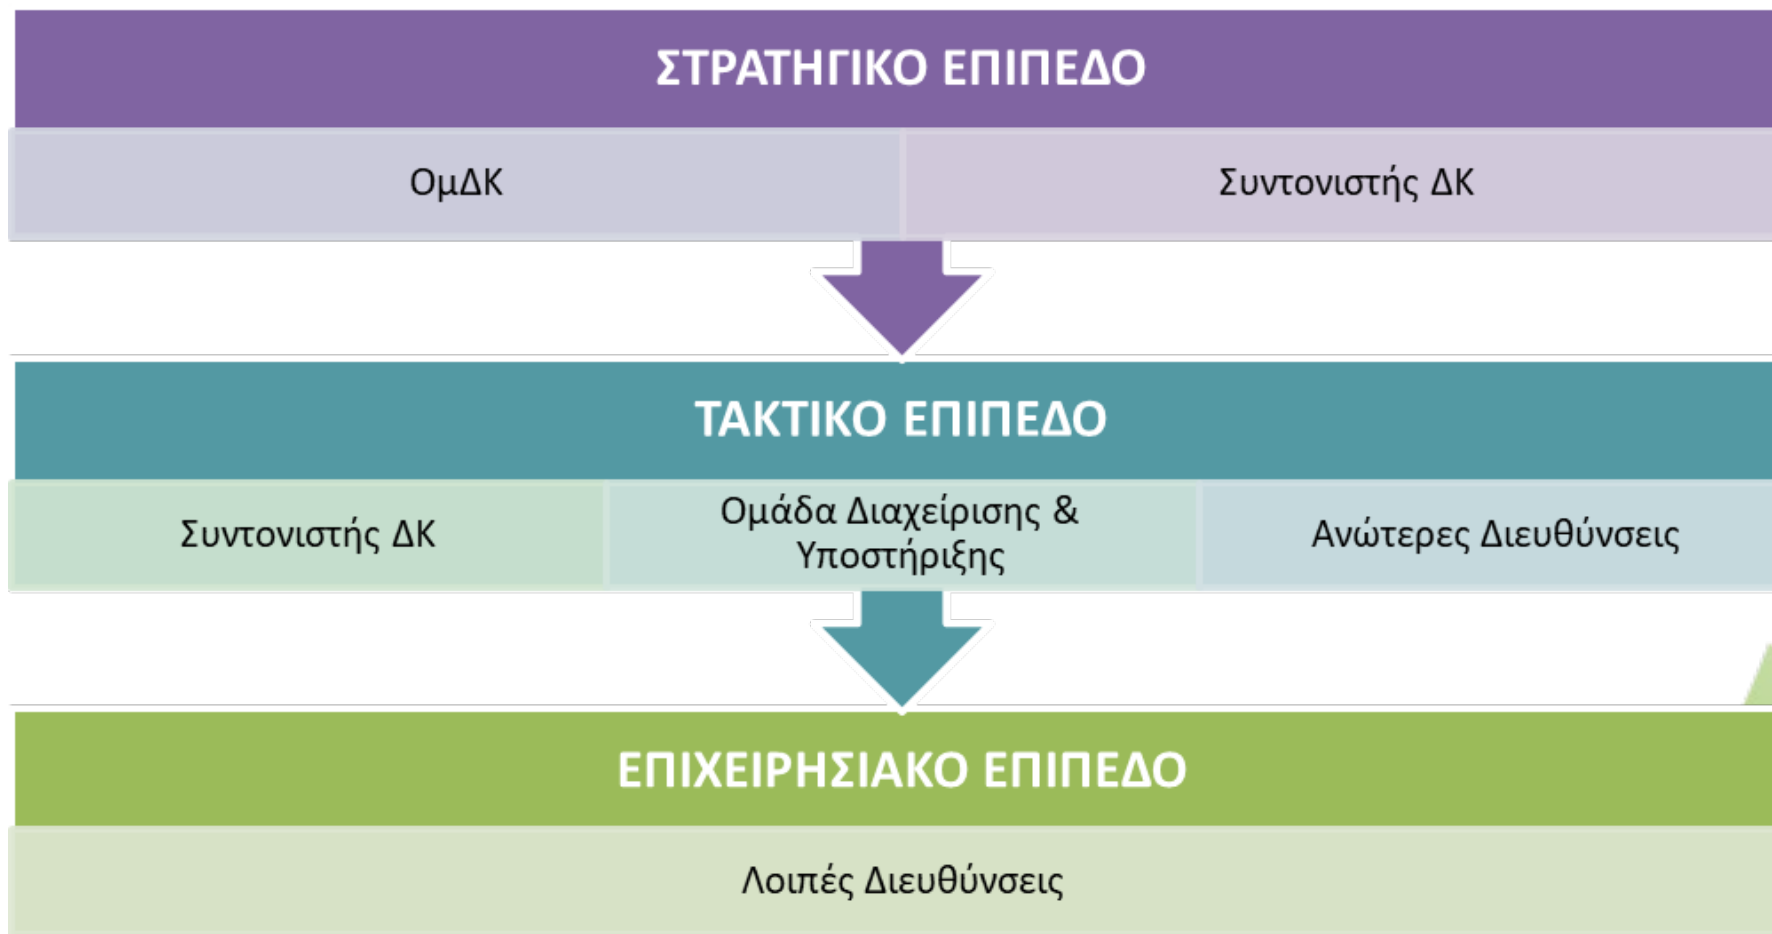 ΣΤΡΑΤΗΓΙΚΟ ΕΠΙΠΕΔΟ
ΟμΔΚ
Συντονιστής ΔΚ
ΤΑΚΤΙΚΟ ΕΠΙΠΕΔΟ
Συντονιστής ΔΚ
Ομάδα Διαχείρισης &
Υποστήριξης
Ανώτερες Διευθύνσεις
ΕΠΙΧΕΙΡΗΣΙΑΚΟ ΕΠΙΠΕΔΟ
Λοιπές Διευθύνσεις